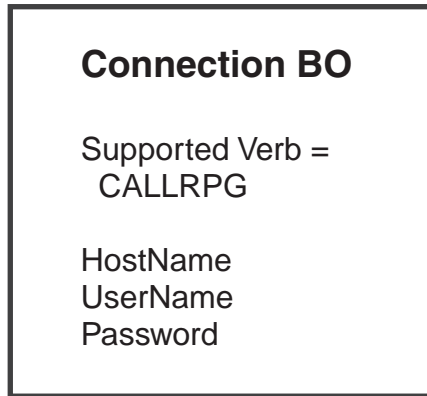 Connection BO
Supported Verb =
CALLRPG
HostName
UserName
Password